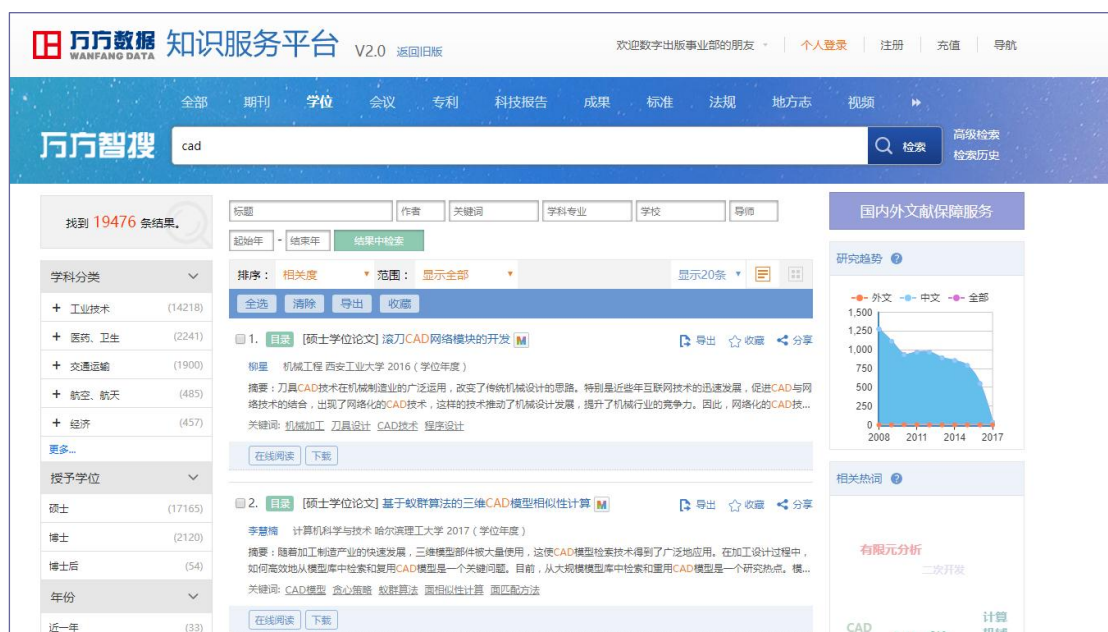 万方数据 WANFANG DATA 知识服务平台 V2.0 返回旧版 欢迎数字出版事业部的朋友 个人登录 注册 充值 导航
全部 期刊 学位 会议 专利 科技报告 成果 标准 法规 地方志 视频
万方智搜 cad 检索 高级检索
检索历史
找到 19476 条结果。
学科分类
+ 工业技术 (14218)
+ 医药、卫生 (2241)
+ 交通运输 (1900)
+ 航空、航天 (485)
+ 经济 (457)
更多...
授予学位
硕士 (17165)
博士 (2120)
博士后 (54)
年份
近一年 (33)
标题 作者 关键词 学科专业 学校 导师
起始年 - 结束年 结果中检索
排序： 相关度 范围： 显示全部 显示20条
全选 清除 导出 收藏
1. 目录 [硕士学位论文] 滚刀CAD网络模块的开发 M 导出 收藏 分享
柳星 机械工程 西安工业大学 2016 ( 学位年度 )
摘要：刀具CAD技术在机械制造业的广泛运用，改变了传统机械设计的思路。特别是近些年互联网技术的迅速发展，促进CAD与网
络技术的结合，出现了网络化的CAD技术，这样的技术推动了机械设计发展，提升了机械行业的竞争力。因此，网络化的CAD技...
关键词: 机械加工 刀具设计 CAD技术 程序设计
在线阅读 下载
2. 目录 [硕士学位论文] 基于蚁群算法的三维CAD模型相似性计算 M 导出 收藏 分享
李慧楠 计算机科学与技术 哈尔滨理工大学 2017 ( 学位年度 )
摘要：随着加工制造产业的快速发展，三维模型部件被大量使用，这使CAD模型检索技术得到了广泛地应用。在加工设计过程中，
如何高效地从模型库中检索和复用CAD模型是一个关键问题。目前，从大规模模型库中检索和重用CAD模型是一个研究热点。模...
关键词: CAD模型 贪心策略 蚁群算法 面相似性计算 面匹配方法
在线阅读 下载
国内外文献保障服务
研究趋势 ?
外文 中文 全部
1,500
1,250
1,000
750
500
250
0
2008 2011 2014 2017
相关热词 ?
有限元分析
二次开发
计算
CAD